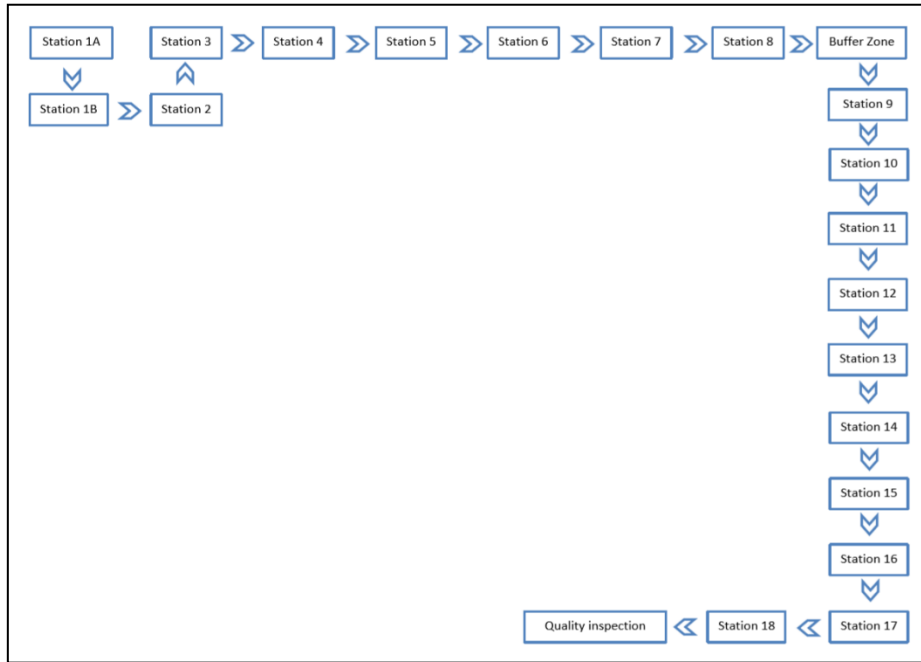 Station 1A
Station 1B
Station 2
Station 3
Station 4
Station 5
Station 6
Station 7
Station 8
Buffer Zone
Station 9
Station 10
Station 11
Station 12
Station 13
Station 14
Station 15
Station 16
Station 17
Station 18
Quality inspection